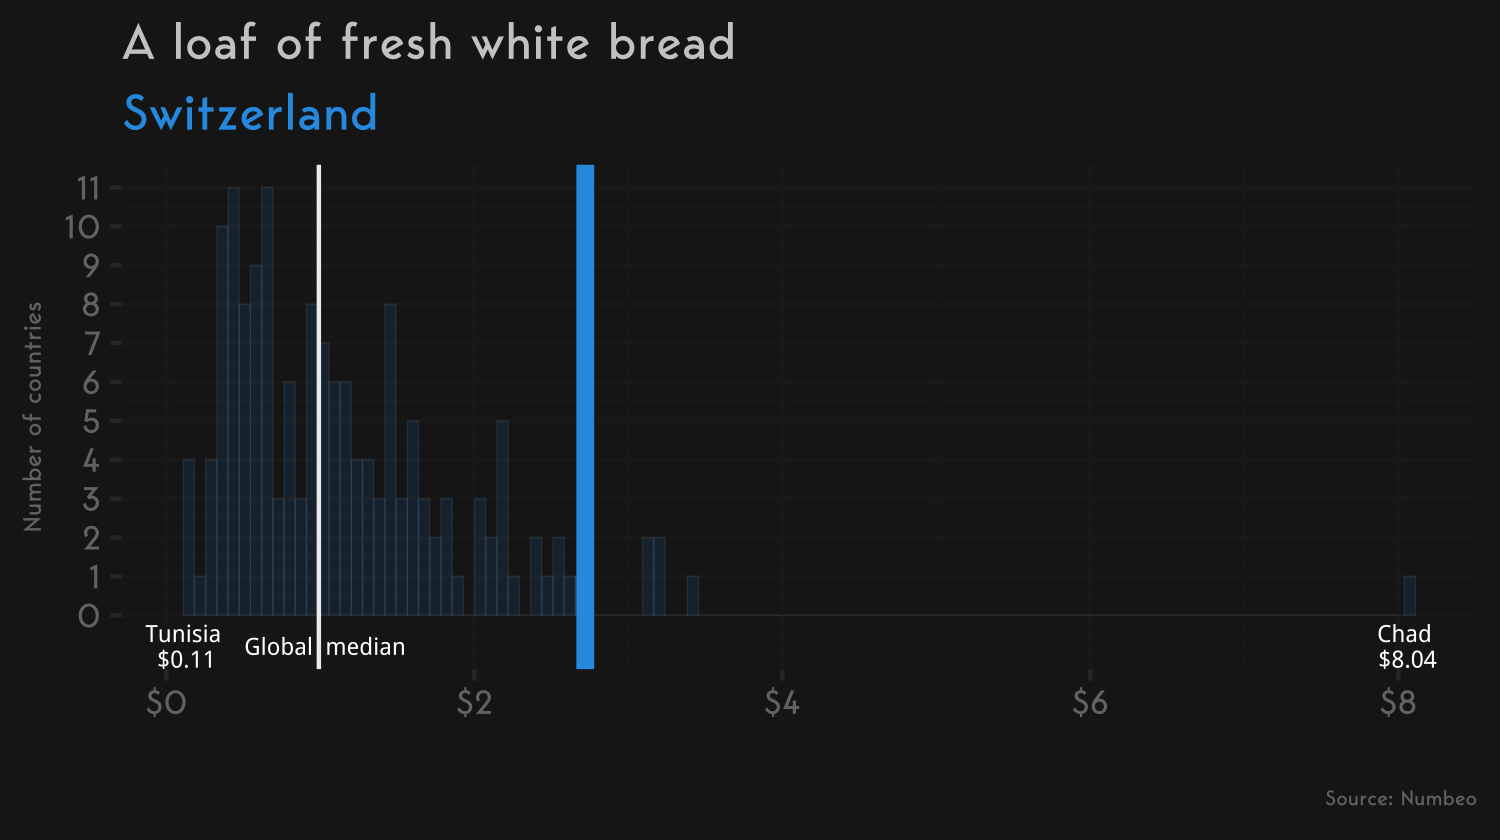 A loaf of fresh white bread
Switzerland
Number of countries
11
10
9
8
7
6
5
4
3
2
1
0
Tunisia
$0.11
Global median
Chad
$8.04
$0 $2 $4 $6 $8
Source: Numbeo